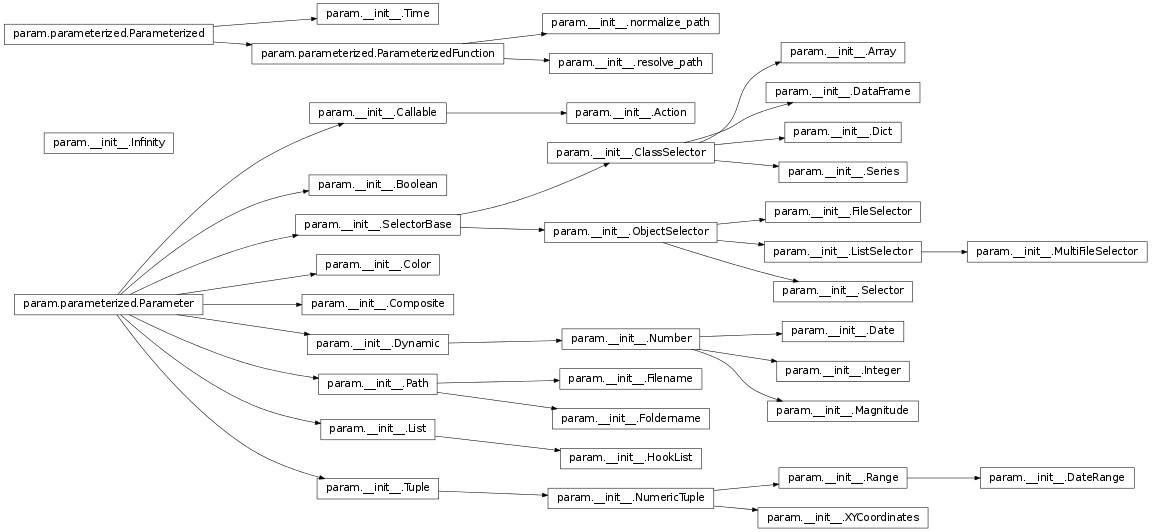 param.__init__.Time
param.parameterized.Parameterized
param.__init__.normalize_path
param.parameterized.ParameterizedFunction
param.__init__.resolve_path
param.__init__.Array
param.__init__.DataFrame
param.__init__.Callable
param.__init__.Action
param.__init__.Dict
param.__init__.Infinity
param.__init__.ClassSelector
param.__init__.Series
param.__init__.Boolean
param.__init__.FileSelector
param.__init__.SelectorBase
param.__init__.ObjectSelector
param.__init__.ListSelector
param.__init__.MultiFileSelector
param.__init__.Color
param.__init__.Selector
param.parameterized.Parameter
param.__init__.Composite
param.__init__.Date
param.__init__.Dynamic
param.__init__.Number
param.__init__.Integer
param.__init__.Path
param.__init__.Filename
param.__init__.Magnitude
param.__init__.Foldername
param.__init__.List
param.__init__.HookList
param.__init__.Range
param.__init__.DateRange
param.__init__.Tuple
param.__init__.NumericTuple
param.__init__.XYCoordinates